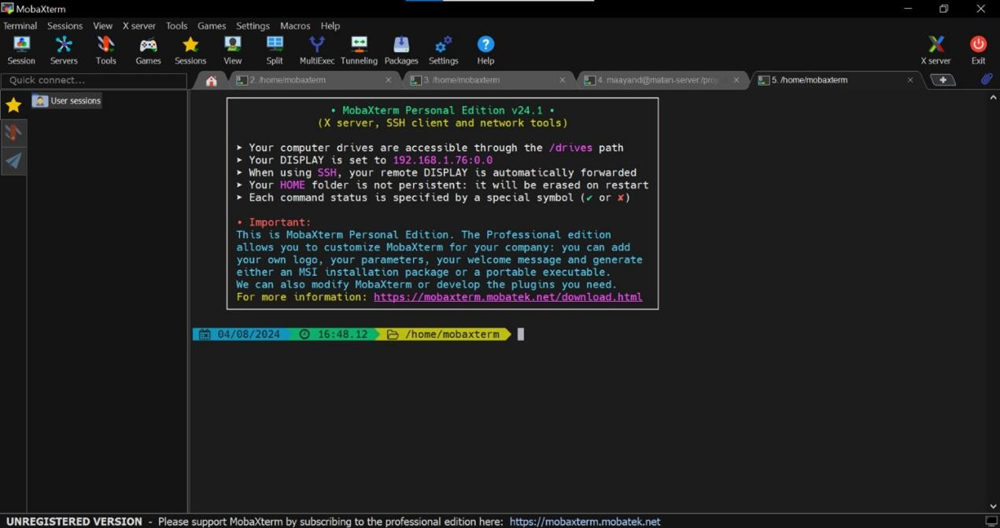 MobaXterm
Terminal Sessions View X server Tools Games Settings Macros Help
Session Servers Tools Games Sessions View Split MultiExec Tunneling Packages Settings Help X server Exit
Quick connect...
2. /home/mobaxterm
3. /home/mobaxterm
4. maayand@matan-server:/proj
5. /home/mobaxterm
User sessions
• MobaXterm Personal Edition v24.1 •
(X server, SSH client and network tools)
➤ Your computer drives are accessible through the /drives path
➤ Your DISPLAY is set to 192.168.1.76:0.0
➤ When using SSH, your remote DISPLAY is automatically forwarded
➤ Your HOME folder is not persistent: it will be erased on restart
➤ Each command status is specified by a special symbol (✔ or ✘)
• Important:
This is MobaXterm Personal Edition. The Professional edition
allows you to customize MobaXterm for your company: you can add
your own logo, your parameters, your welcome message and generate
either an MSI installation package or a portable executable.
We can also modify MobaXterm or develop the plugins you need.
For more information: https://mobaxterm.mobatek.net/download.html
04/08/2024 16:48.12 /home/mobaxterm
UNREGISTERED VERSION - Please support MobaXterm by subscribing to the professional edition here: https://mobaxterm.mobatek.net